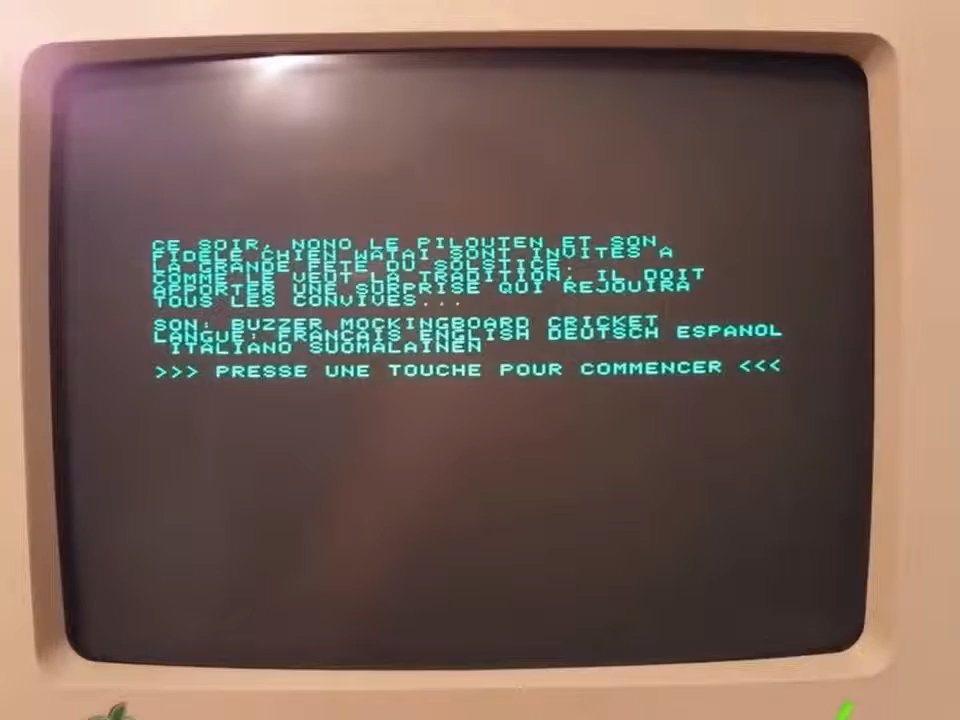 CE SOIR, NONO LE PILOUTEN ET SON
FIDELE CHIEN WATAI SONT INVITES A
LA GRANDE FETE DU SOLSTICE.
COMME LE VEUT LA TRADITION, IL DOIT
APPORTER UNE SURPRISE QUI REJOUIRA
TOUS LES CONVIVES...
SON: BUZZER MOCKINGBOARD CRICKET
LANGUE: FRANCAIS ENGLISH DEUTSCH ESPANOL
ITALIANO SUOMALAINEN
>>> PRESSE UNE TOUCHE POUR COMMENCER <<<